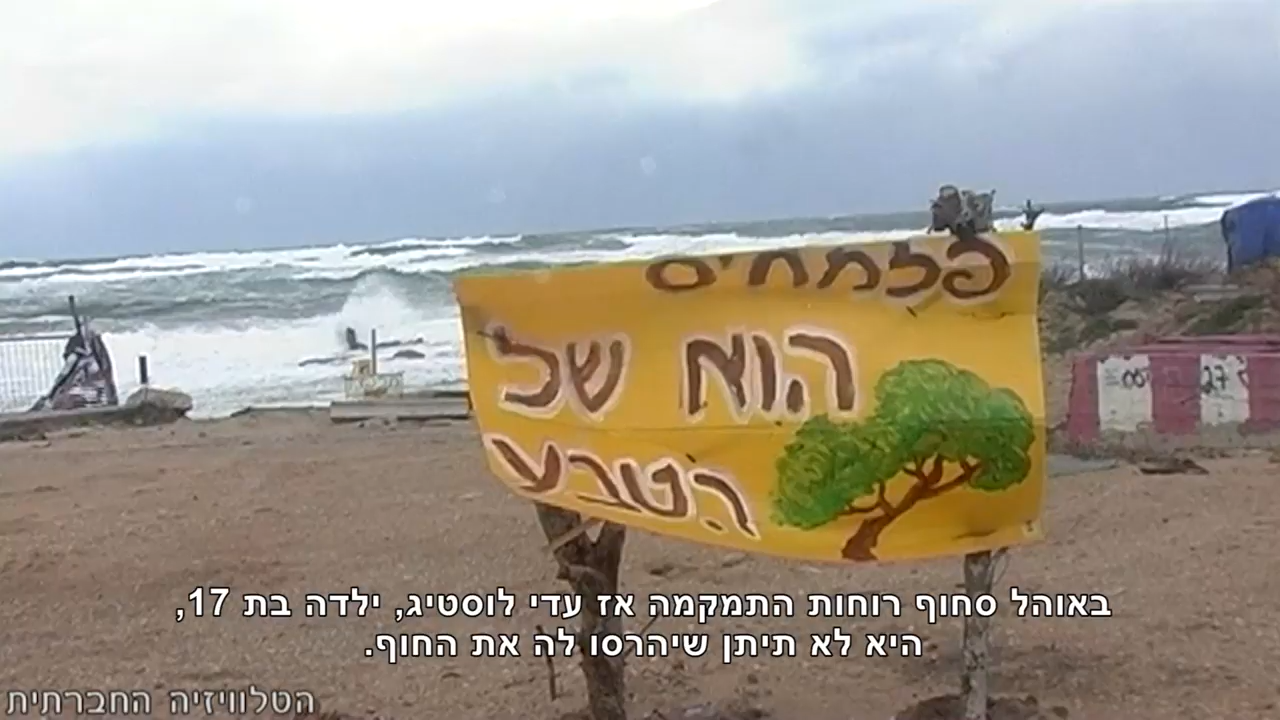 פלמחים
הוא של
הטבע
27
באוהל סחוף רוחות התמקמה אז עדי לוסטיג, ילדה בת 17,
היא לא תיתן שיהרסו לה את החוף.
הטלוויזיה החברתית